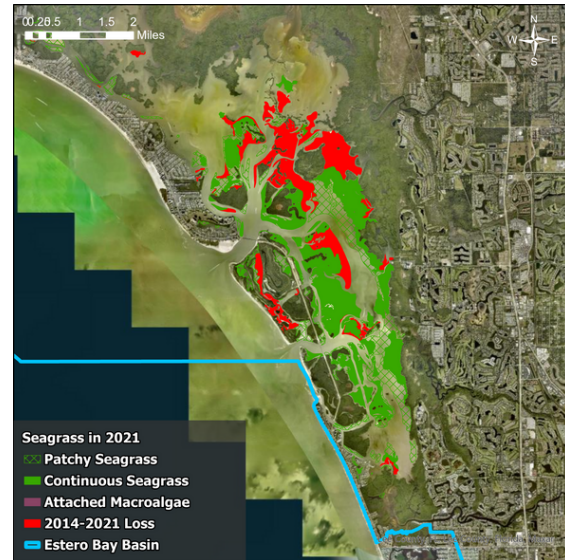 0 0.25 0.5 1 1.5 2
Miles
N
W E
S
Seagrass in 2021
Patchy Seagrass
Continuous Seagrass
Attached Macroalgae
2014-2021 Loss
Estero Bay Basin